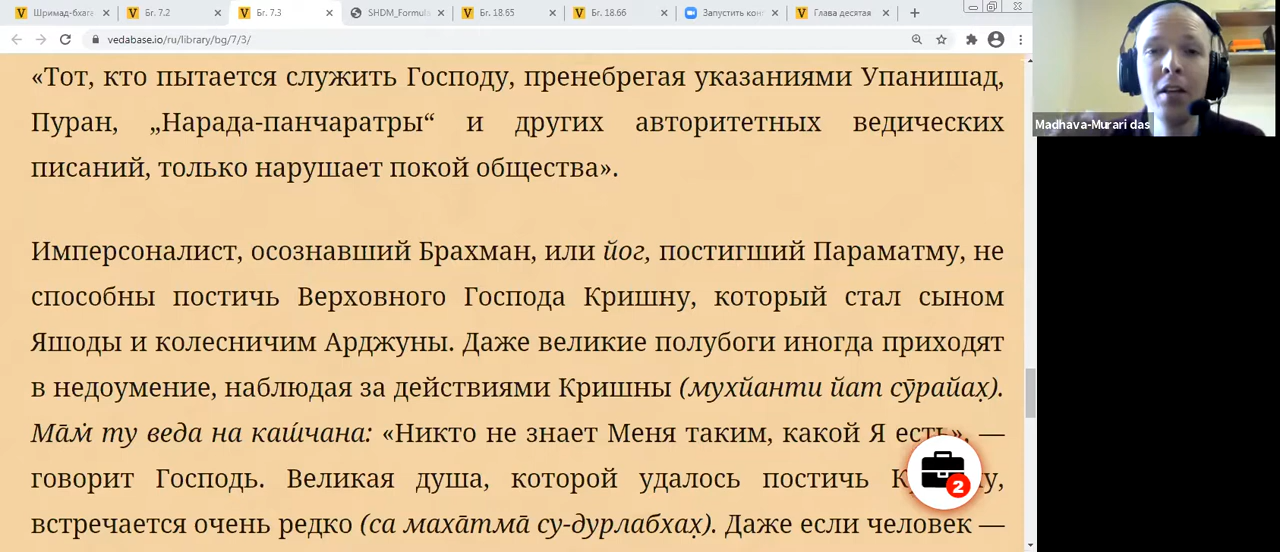 Шримад-бхага
Бг. 7.2
Бг. 7.3
SHDM_Formula
Бг. 18.65
Бг. 18.66
Запустить кон
Глава десятая
vedabase.io/ru/library/bg/7/3/
Madhava-Murari das
«Тот, кто пытается служить Господу, пренебрегая указаниями Упанишад,
Пуран, „Нарада-панчаратры“ и других авторитетных ведических
писаний, только нарушает покой общества».
Имперсоналист, осознавший Брахман, или йог, постигший Параматму, не
способны постичь Верховного Господа Кришну, который стал сыном
Яшоды и колесничим Арджуны. Даже великие полубоги иногда приходят
в недоумение, наблюдая за действиями Кришны (мухйанти йат сӯрайах̣).
Ма̄м̇ ту веда на каш́чана: «Никто не знает Меня таким, какой Я есть», —
говорит Господь. Великая душа, которой удалось постичь
встречается очень редко (са маха̄тма̄ су-дурлабхах̣). Даже если человек —
2